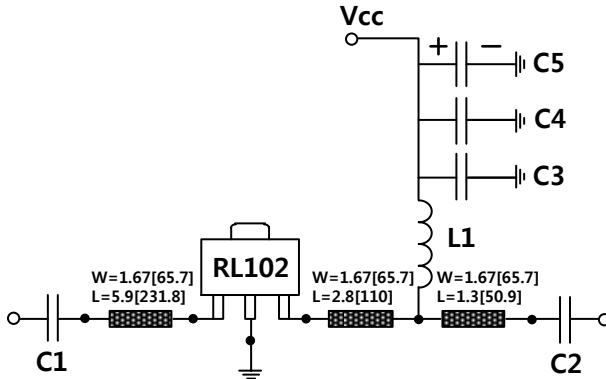 Vcc
+ −
C5
C4
C3
L1
RL102
W=1.67[65.7]
L=5.9[231.8]
W=1.67[65.7]
L=2.8[110]
W=1.67[65.7]
L=1.3[50.9]
C1
C2